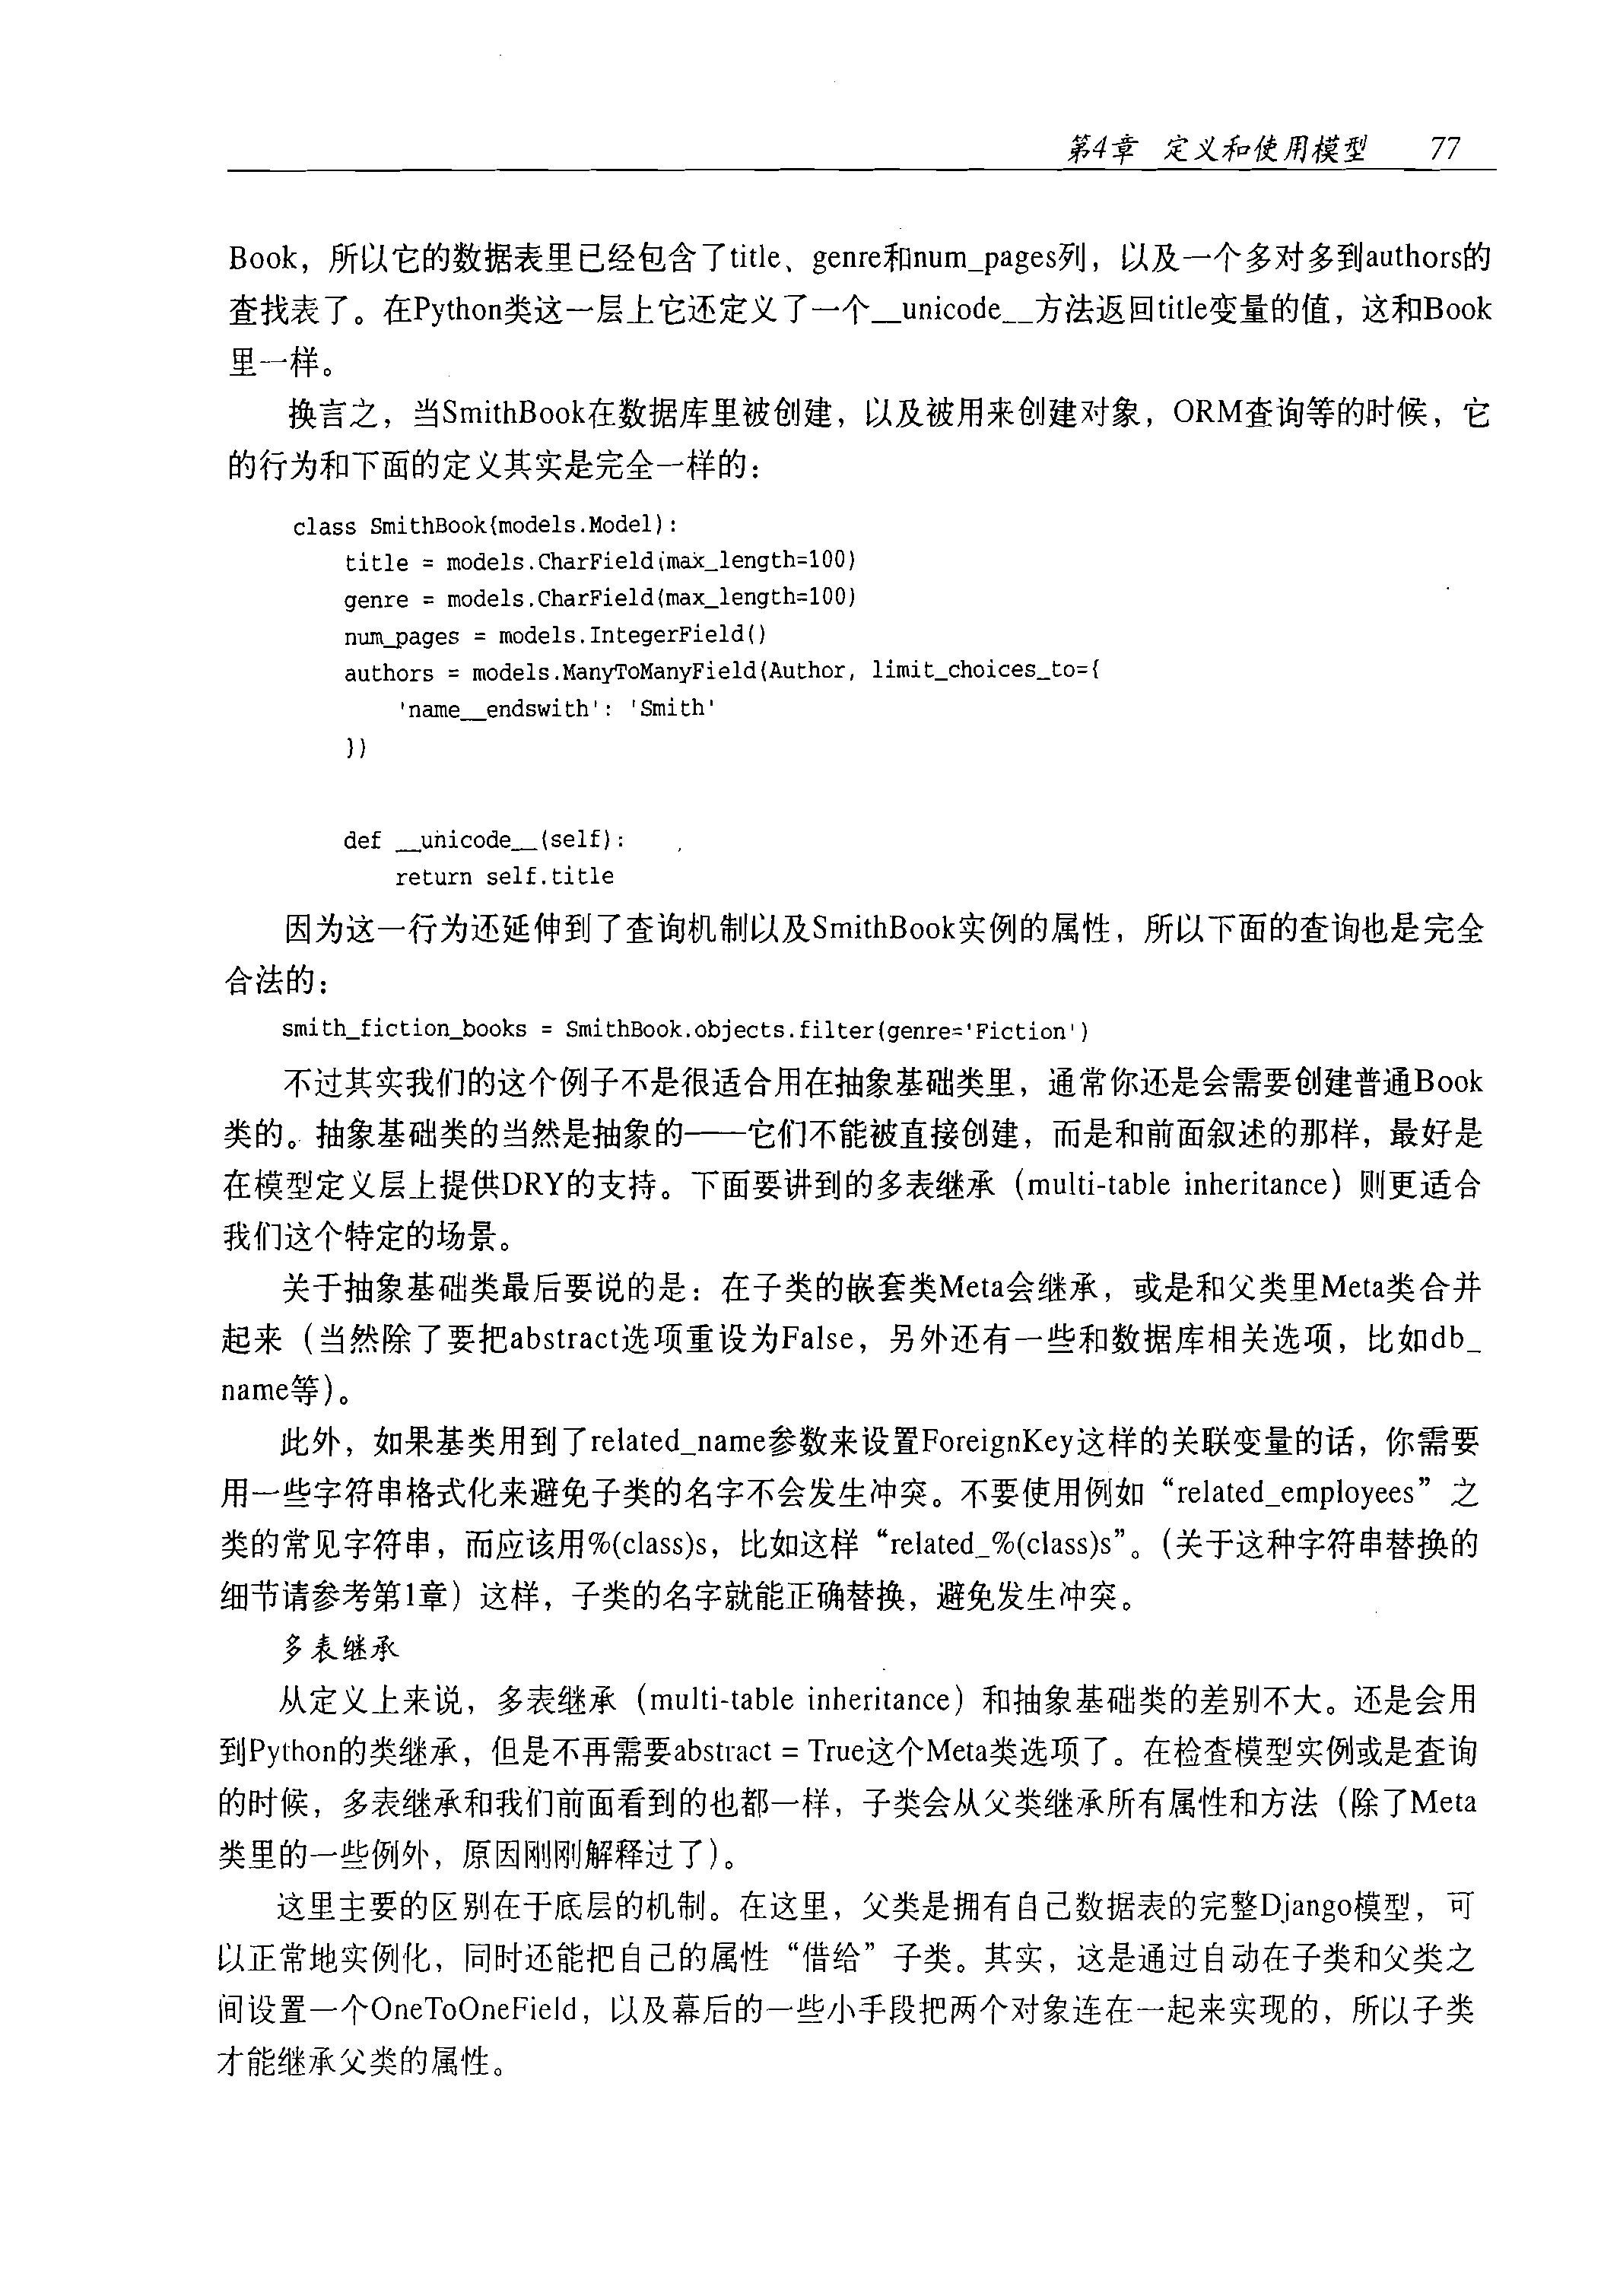 第4章 定义和使用模型 77
Book，所以它的数据表里已经包含了title、genre和num_pages列，以及一个多对多到authors的
查找表了。在Python类这一层上它还定义了一个__unicode__方法返回title变量的值，这和Book
里一样。
换言之，当SmithBook在数据库里被创建，以及被用来创建对象，ORM查询等的时候，它
的行为和下面的定义其实是完全一样的：
class SmithBook(models.Model):
    title = models.CharField(max_length=100)
    genre = models.CharField(max_length=100)
    num_pages = models.IntegerField()
    authors = models.ManyToManyField(Author, limit_choices_to={
        'name__endswith': 'Smith'
    })
    def __unicode__(self):
        return self.title
因为这一行为还延伸到了查询机制以及SmithBook实例的属性，所以下面的查询也是完全
合法的：
smith_fiction_books = SmithBook.objects.filter(genre='Fiction')
不过其实我们的这个例子不是很适合用在抽象基础类里，通常你还是会需要创建普通Book
类的。抽象基础类的当然是抽象的——它们不能被直接创建，而是和前面叙述的那样，最好是
在模型定义层上提供DRY的支持。下面要讲到的多表继承（multi-table inheritance）则更适合
我们这个特定的场景。
关于抽象基础类最后要说的是：在子类的嵌套类Meta会继承，或是和父类里Meta类合并
起来（当然除了要把abstract选项重设为False，另外还有一些和数据库相关选项，比如db_
name等）。
此外，如果基类用到了related_name参数来设置ForeignKey这样的关联变量的话，你需要
用一些字符串格式化来避免子类的名字不会发生冲突。不要使用例如“related_employees”之
类的常见字符串，而应该用%(class)s，比如这样“related_%(class)s”。（关于这种字符串替换的
细节请参考第1章）这样，子类的名字就能正确替换，避免发生冲突。
多表继承
从定义上来说，多表继承（multi-table inheritance）和抽象基础类的差别不大。还是会用
到Python的类继承，但是不再需要abstract = True这个Meta类选项了。在检查模型实例或是查询
的时候，多表继承和我们前面看到的也都一样，子类会从父类继承所有属性和方法（除了Meta
类里的一些例外，原因刚刚解释过了）。
这里主要的区别在于底层的机制。在这里，父类是拥有自己数据表的完整Django模型，可
以正常地实例化，同时还能把自己的属性“借给”子类。其实，这是通过自动在子类和父类之
间设置一个OneToOneField，以及幕后的一些小手段把两个对象连在一起来实现的，所以子类
才能继承父类的属性。